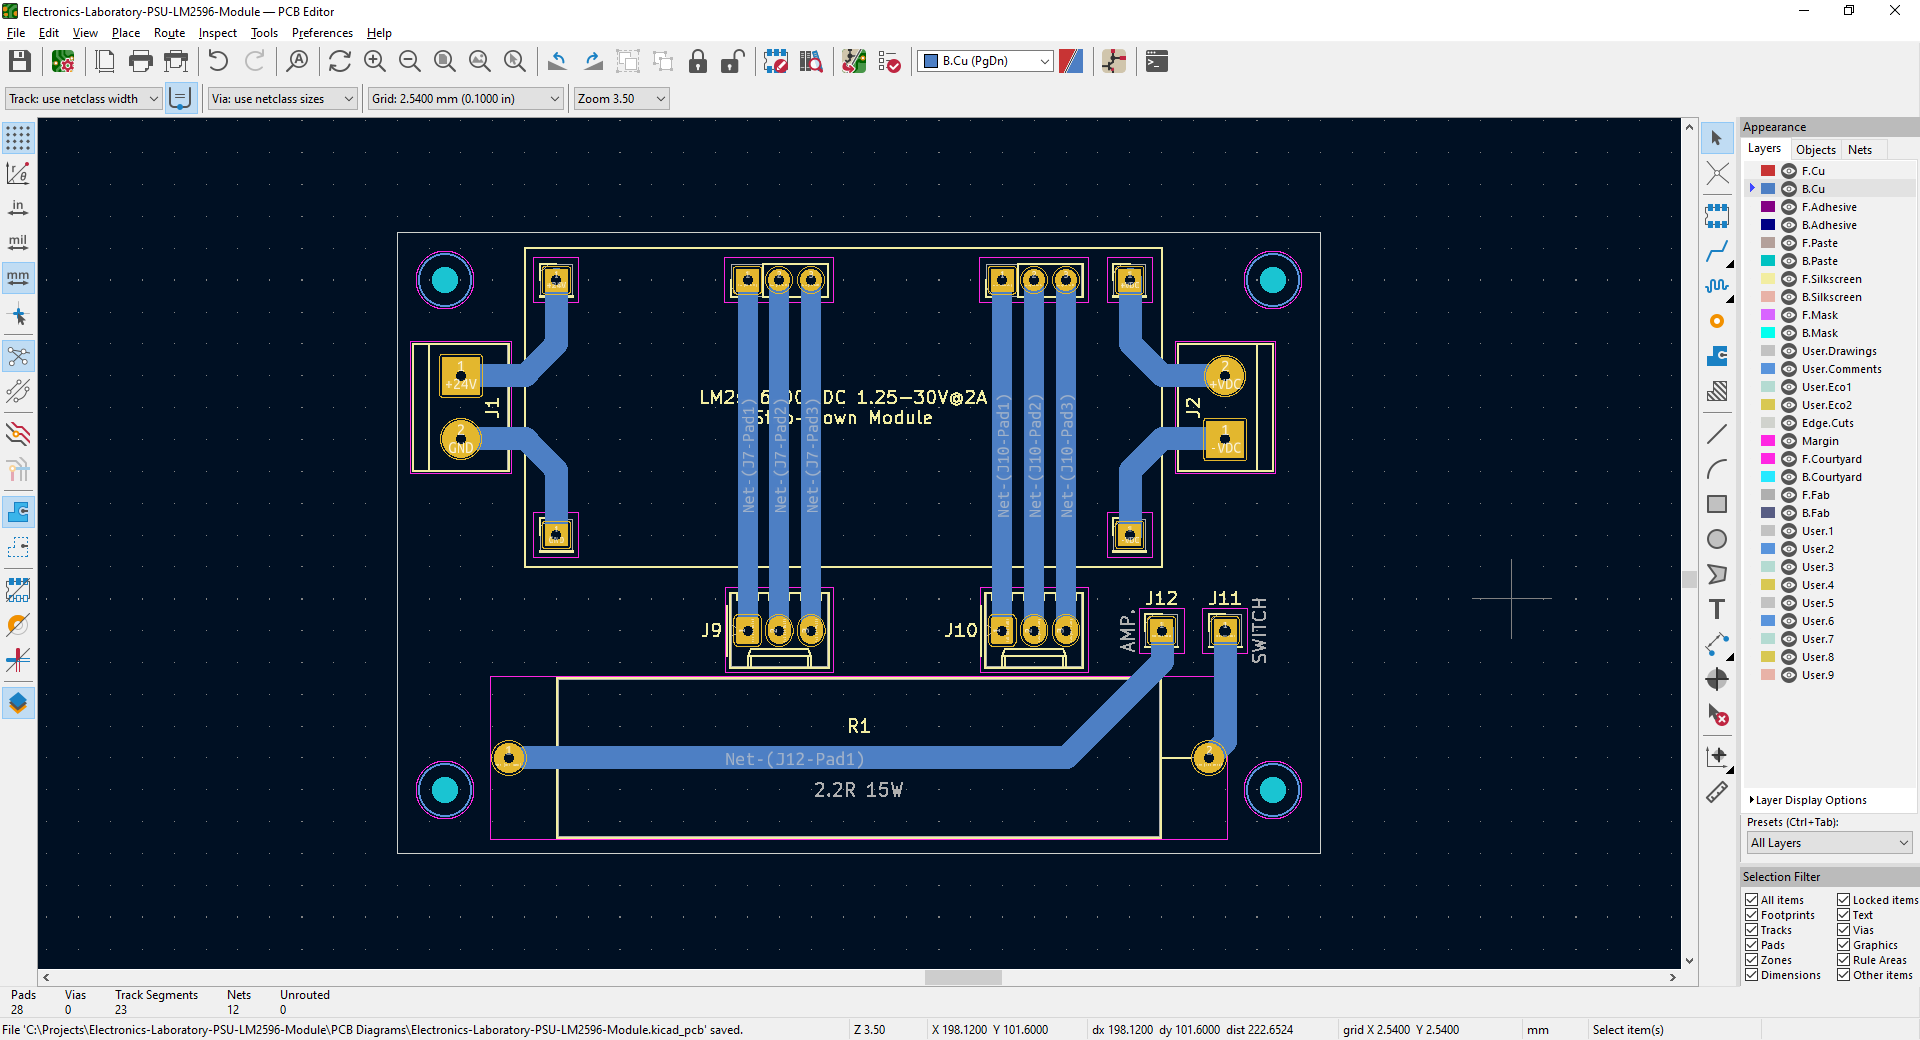 Electronics-Laboratory-PSU-LM2596-Module — PCB Editor
File Edit View Place Route Inspect Tools Preferences Help
B.Cu (PgDn)
Track: use netclass width
Via: use netclass sizes
Grid: 2.5400 mm (0.1000 in)
Zoom 3.50
in
mil
mm
+24V
1
+24V
J1
2
GND
GND
DC 1.25–30V@2A
Module
Net-(J7-Pad1)
Net-(J7-Pad2)
Net-(J7-Pad3)
Net-(J10-Pad1)
Net-(J10-Pad2)
Net-(J10-Pad3)
+VDC
2
+VDC
J2
1
-VDC
-VDC
J9
J10
J12
J11
AMP.
SWITCH
R1
1
Net-(J12-Pad1)
2
2.2R 15W
Appearance
Layers Objects Nets
F.Cu
B.Cu
F.Adhesive
B.Adhesive
F.Paste
B.Paste
F.Silkscreen
B.Silkscreen
F.Mask
B.Mask
User.Drawings
User.Comments
User.Eco1
User.Eco2
Edge.Cuts
Margin
F.Courtyard
B.Courtyard
F.Fab
B.Fab
User.1
User.2
User.3
User.4
User.5
User.6
User.7
User.8
User.9
Layer Display Options
Presets (Ctrl+Tab):
All Layers
Selection Filter
All items Locked items
Footprints Text
Tracks Vias
Pads Graphics
Zones Rule Areas
Dimensions Other items
Pads Vias Track Segments Nets Unrouted
28 0 23 12 0
File 'C:\Projects\Electronics-Laboratory-PSU-LM2596-Module\PCB Diagrams\Electronics-Laboratory-PSU-LM2596-Module.kicad_pcb' saved.
Z 3.50
X 198.1200 Y 101.6000
dx 198.1200 dy 101.6000 dist 222.6524
grid X 2.5400 Y 2.5400
mm
Select item(s)